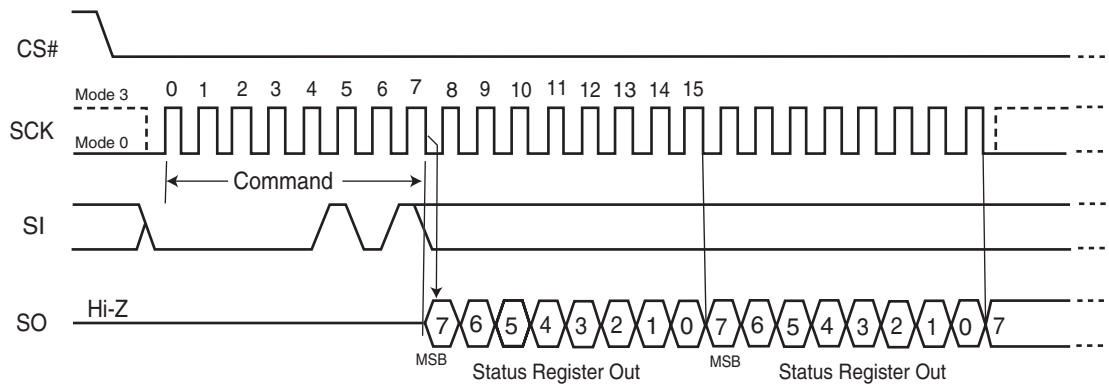 CS#
0 1 2 3 4 5 6 7 8 9 10 11 12 13 14 15
Mode 3
SCK
Mode 0
Command
SI
Hi-Z
SO
7 6 5 4 3 2 1 0 7 6 5 4 3 2 1 0 7
MSB Status Register Out MSB Status Register Out